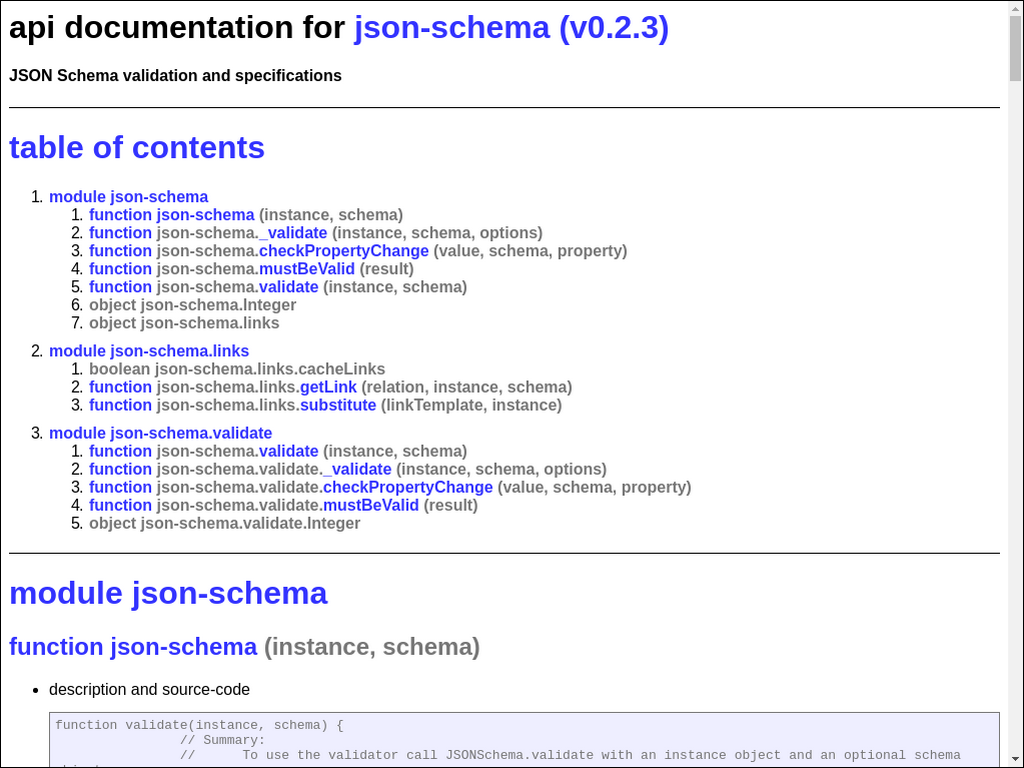 api documentation for json-schema (v0.2.3)
JSON Schema validation and specifications
table of contents
1. module json-schema
1. function json-schema (instance, schema)
2. function json-schema._validate (instance, schema, options)
3. function json-schema.checkPropertyChange (value, schema, property)
4. function json-schema.mustBeValid (result)
5. function json-schema.validate (instance, schema)
6. object json-schema.Integer
7. object json-schema.links
2. module json-schema.links
1. boolean json-schema.links.cacheLinks
2. function json-schema.links.getLink (relation, instance, schema)
3. function json-schema.links.substitute (linkTemplate, instance)
3. module json-schema.validate
1. function json-schema.validate (instance, schema)
2. function json-schema.validate._validate (instance, schema, options)
3. function json-schema.validate.checkPropertyChange (value, schema, property)
4. function json-schema.validate.mustBeValid (result)
5. object json-schema.validate.Integer
module json-schema
function json-schema (instance, schema)
• description and source-code
function validate(instance, schema) {
// Summary:
// To use the validator call JSONSchema.validate with an instance object and an optional schema